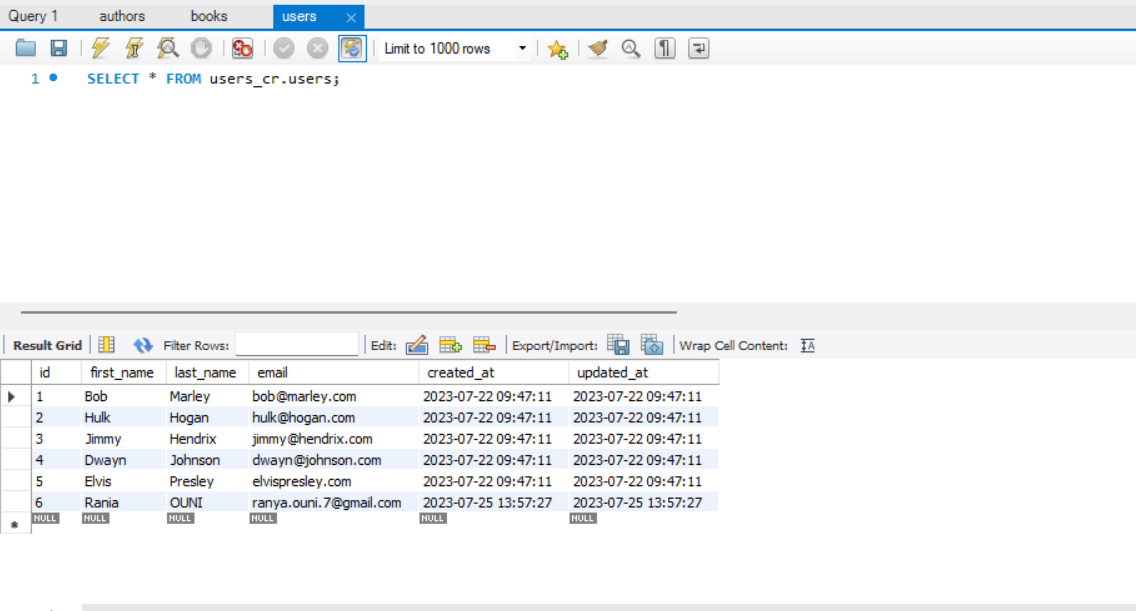 Query 1 authors books users
Limit to 1000 rows
1 SELECT * FROM users_cr.users;
Result Grid Filter Rows: Edit: Export/Import: Wrap Cell Content: IA
id first_name last_name email created_at updated_at
1 Bob Marley bob@marley.com 2023-07-22 09:47:11 2023-07-22 09:47:11
2 Hulk Hogan hulk@hogan.com 2023-07-22 09:47:11 2023-07-22 09:47:11
3 Jimmy Hendrix jimmy@hendrix.com 2023-07-22 09:47:11 2023-07-22 09:47:11
4 Dwayn Johnson dwayn@johnson.com 2023-07-22 09:47:11 2023-07-22 09:47:11
5 Elvis Presley elvispresley.com 2023-07-22 09:47:11 2023-07-22 09:47:11
6 Rania OUNI ranya.ouni.7@gmail.com 2023-07-25 13:57:27 2023-07-25 13:57:27
NULL NULL NULL NULL NULL NULL